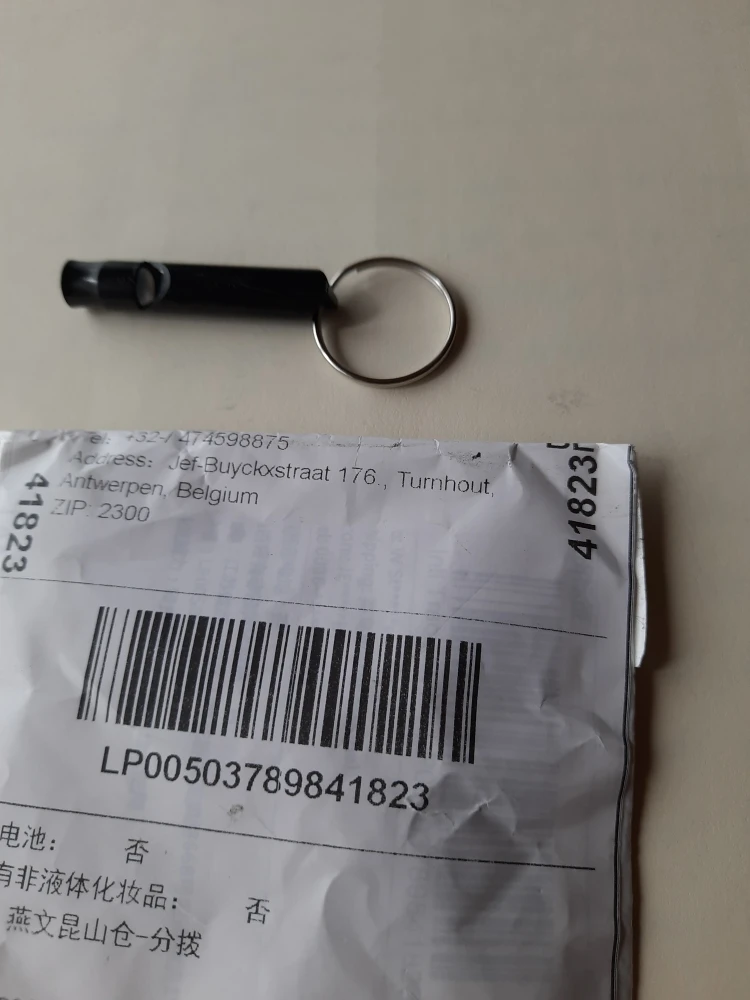 Tel: +32-/ 474598875
Address: Jef-Buyckxstraat 176., Turnhout,
Antwerpen, Belgium
ZIP: 2300
41823
41823
LP00503789841823
电池： 否
有非液体化妆品： 否
燕文昆山仓-分拨